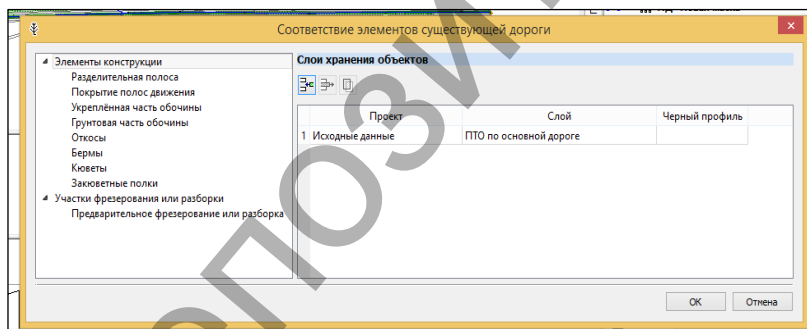 Соответствие элементов существующей дороги
Элементы конструкции
Разделительная полоса
Покрытие полос движения
Укреплённая часть обочины
Грунтовая часть обочины
Откосы
Бермы
Кюветы
Закюветные полки
Участки фрезерования или разборки
Предварительное фрезерование или разборка
Слои хранения объектов
Проект Слой Черный профиль
1 Исходные данные ПТО по основной дороге
ОК Отмена